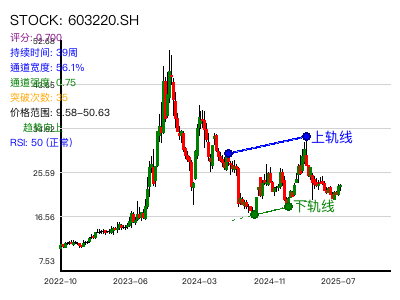 STOCK: 603220.SH
评分: 0.700
持续时间: 39周
通道宽度: 56.1%
通道强度: 0.75
突破次数: 35
价格范围: 9.58-50.63
趋势向上
RSI: 50 (正常)
上轨线
下轨线
25.59
16.56
7.53
2022-10
2023-06
2024-03
2024-11
2025-07